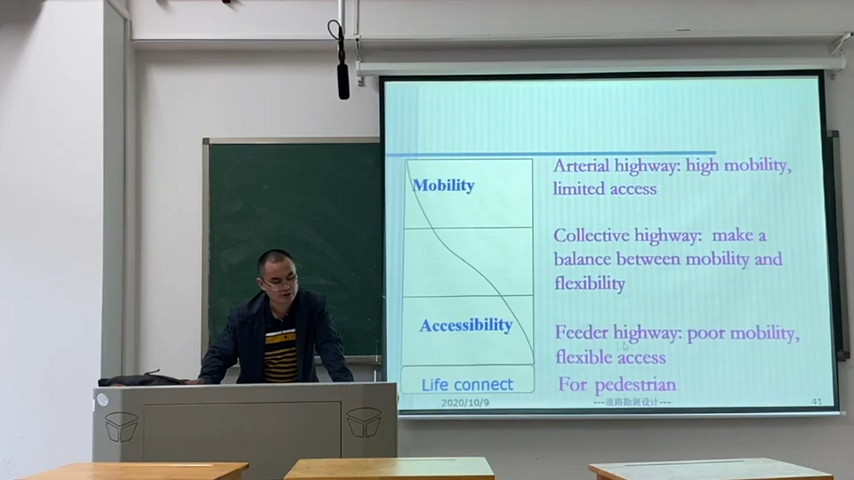 Mobility
Accessibility
Life connect
Arterial highway: high mobility,
limited access
Collective highway: make a
balance between mobility and
flexibility
Feeder highway: poor mobility,
flexible access
For pedestrian
2020/10/9
---道路勘测设计---
41